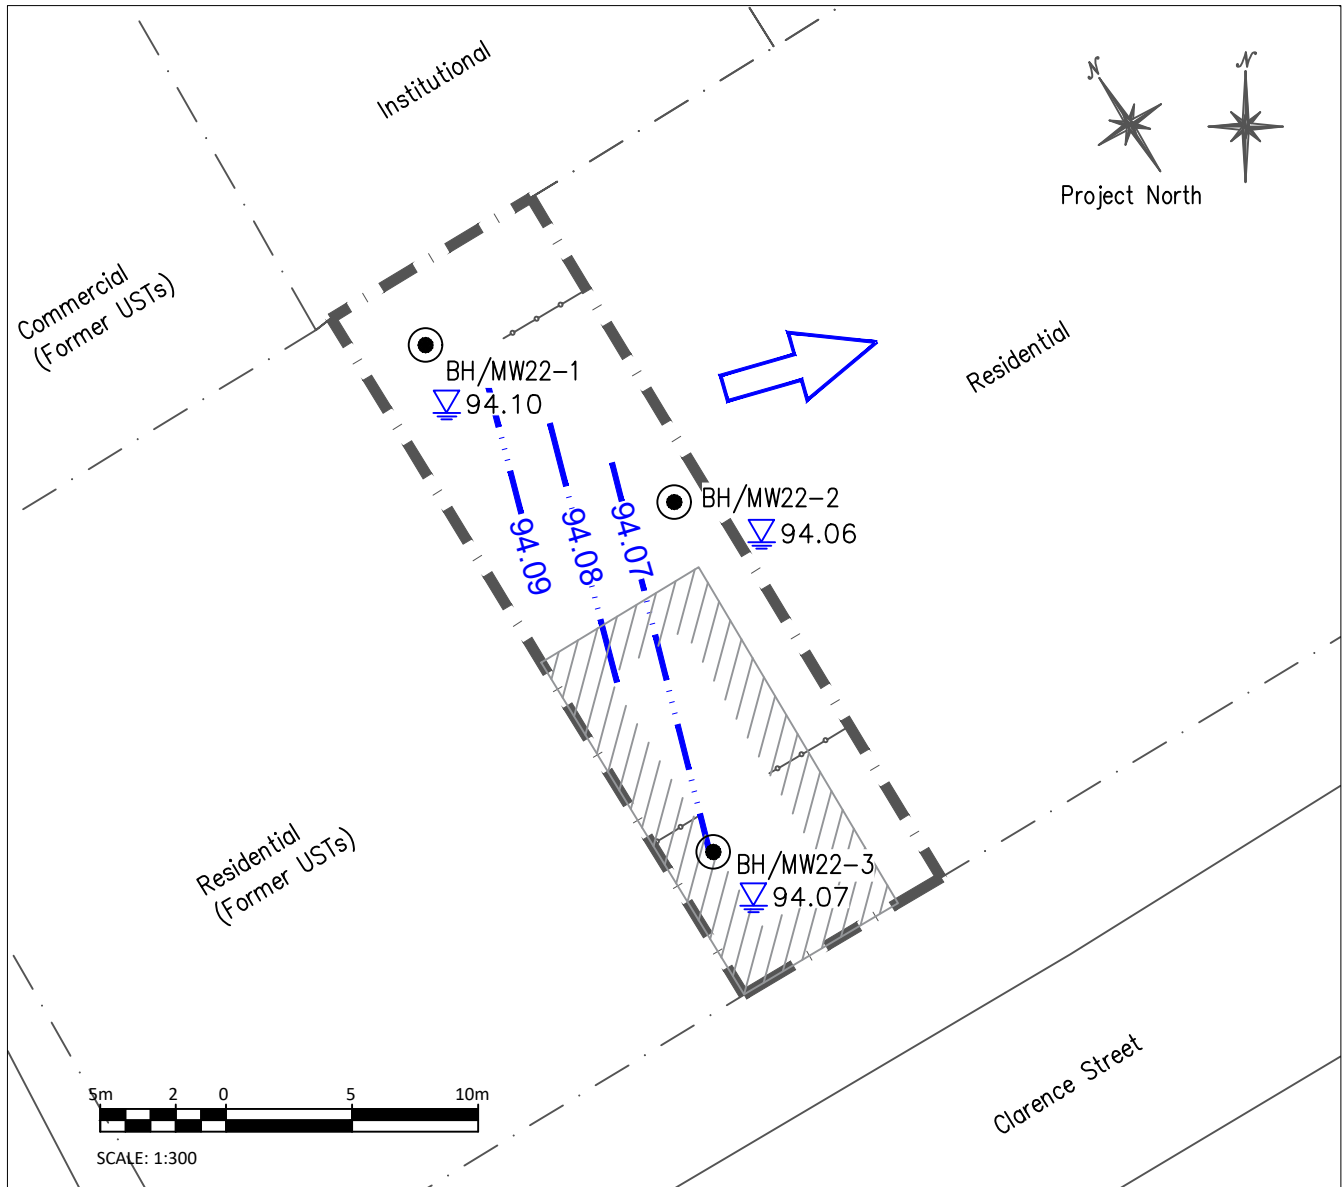 Institutional
N
N
Project North
Commercial
(Former USTs)
Residential
BH/MW22-1
94.10
BH/MW22-2
94.06
94.09
94.08
94.07
Residential
(Former USTs)
BH/MW22-3
94.07
Clarence Street
5m 2 0 5 10m
SCALE: 1:300